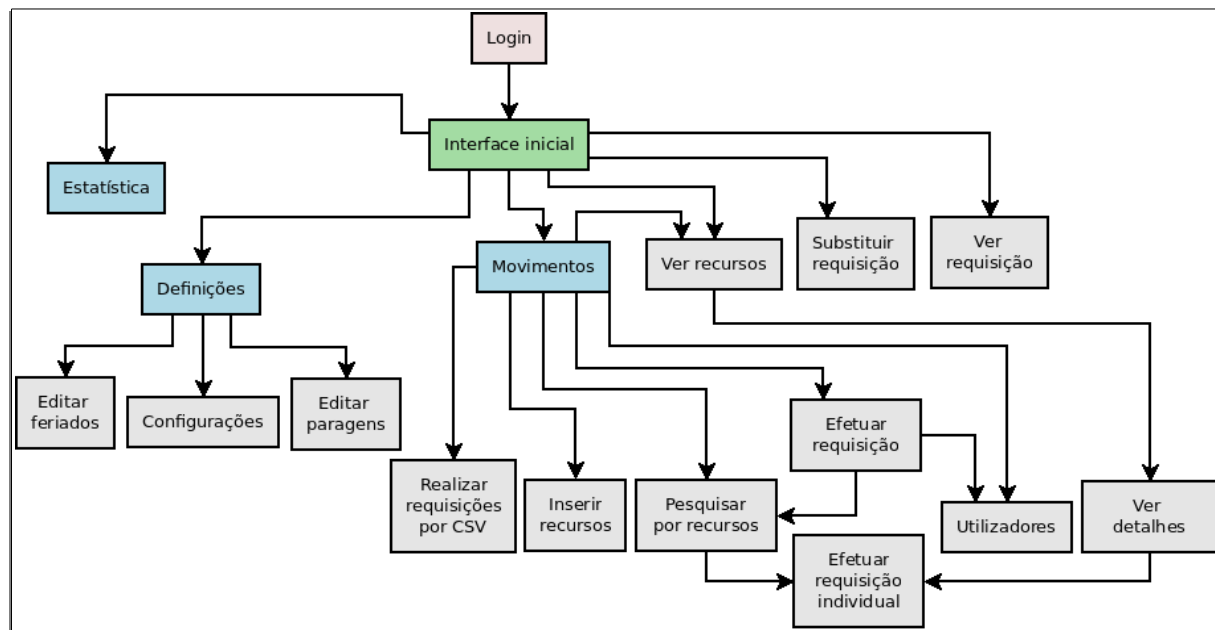 Login
Interface inicial
Estatística
Substituir
requisição
Ver
requisição
Movimentos
Ver recursos
Definições
Editar
feriados
Configurações
Editar
paragens
Efetuar
requisição
Realizar
requisições
por CSV
Inserir
recursos
Pesquisar
por recursos
Utilizadores
Ver
detalhes
Efetuar
requisição
individual